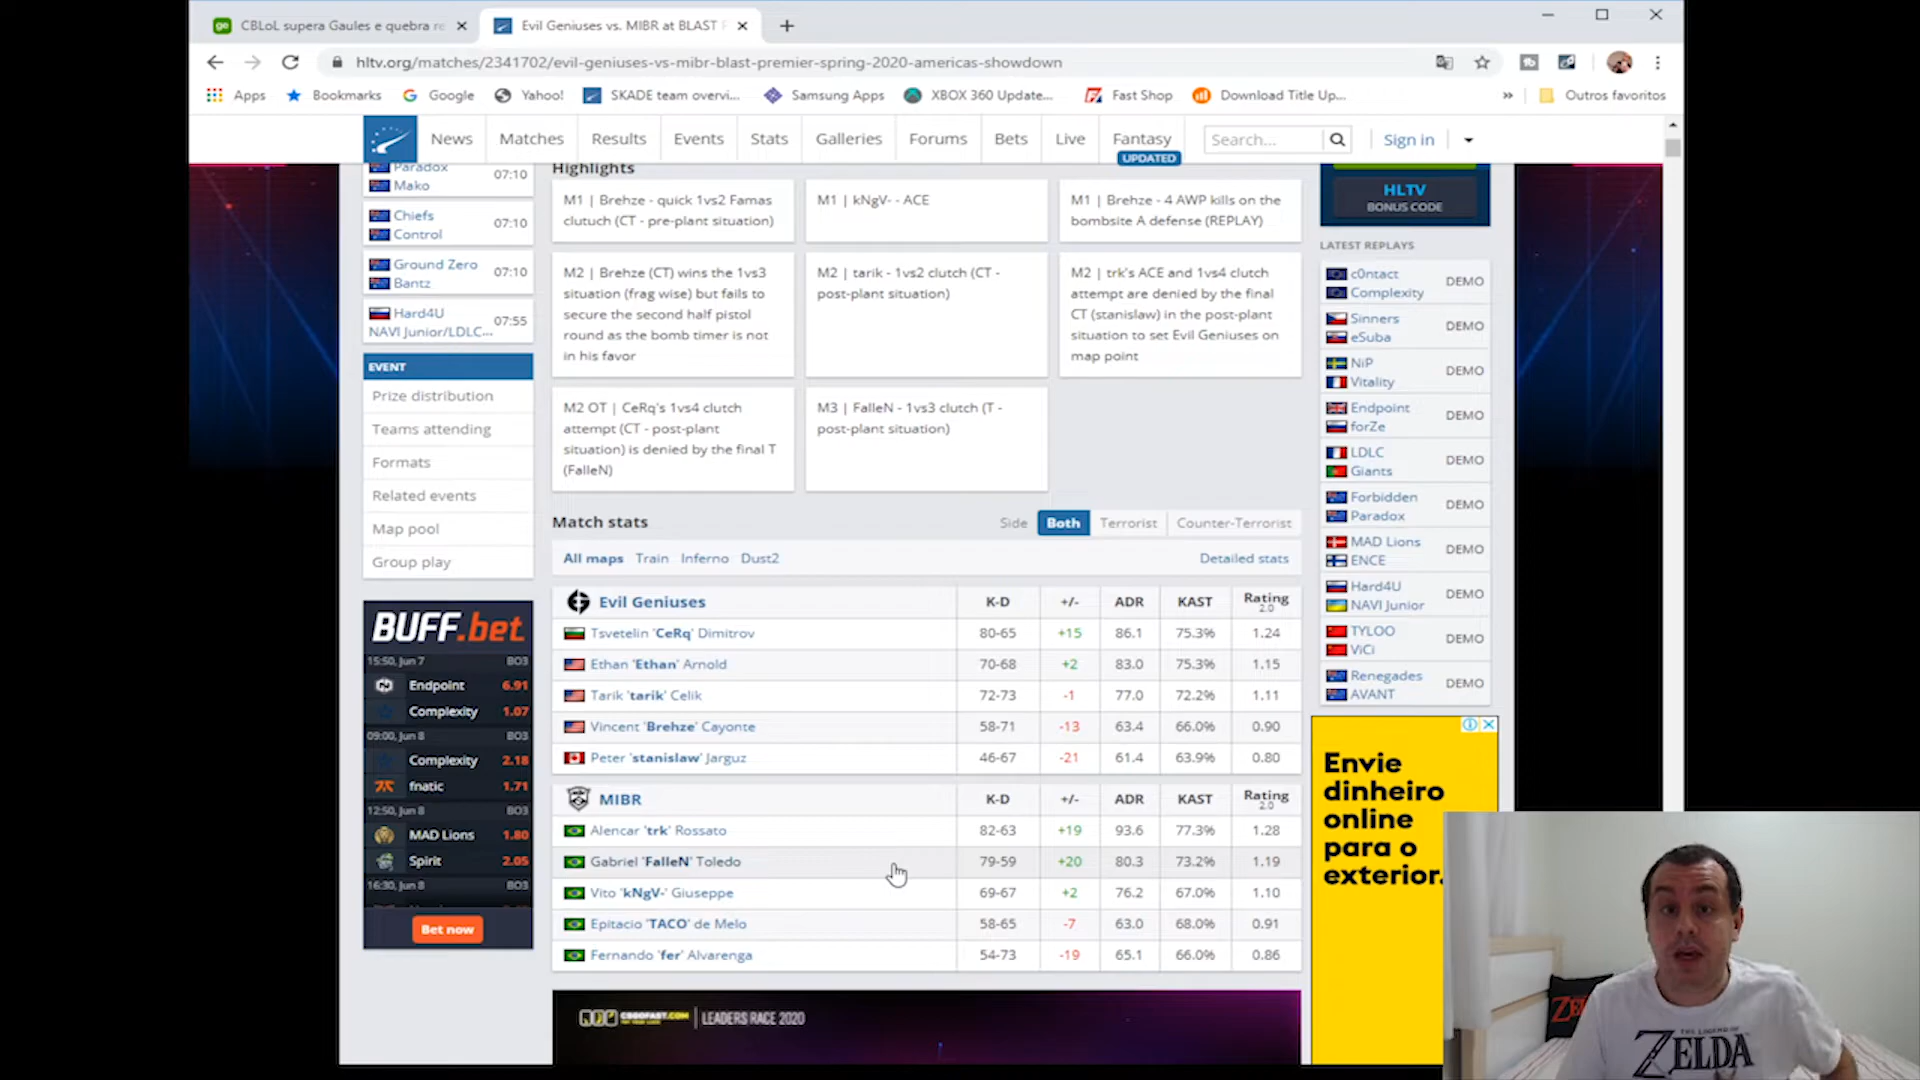 CBLoL supera Gaules e quebra re
Evil Geniuses vs. MIBR at BLAST P
hltv.org/matches/2341702/evil-geniuses-vs-mibr-blast-premier-spring-2020-americas-showdown
Apps
Bookmarks
Google
Yahoo!
SKADE team overvi...
Samsung Apps
XBOX 360 Update...
Fast Shop
Download Title Up...
»
Outros favoritos
News
Matches
Results
Events
Stats
Galleries
Forums
Bets
Live
Fantasy
UPDATED
Search...
Sign in
Paradox
Mako
07:10
Chiefs
Control
07:10
Ground Zero
Bantz
07:10
Hard4U
NAVI Junior/LDLC...
07:55
EVENT
Prize distribution
Teams attending
Formats
Related events
Map pool
Group play
BUFF.bet
15:50, Jun 7 BO3
Endpoint 6.91
Complexity 1.07
09:00, Jun 8 BO3
Complexity 2.18
fnatic 1.71
12:50, Jun 8 BO3
MAD Lions 1.80
Spirit 2.05
16:30, Jun 8 BO3
Bet now
Highlights
M1 | Brehze - quick 1vs2 Famas
clutuch (CT - pre-plant situation)
M1 | kNgV- - ACE
M1 | Brehze - 4 AWP kills on the
bombsite A defense (REPLAY)
M2 | Brehze (CT) wins the 1vs3
situation (frag wise) but fails to
secure the second half pistol
round as the bomb timer is not
in his favor
M2 | tarik - 1vs2 clutch (CT -
post-plant situation)
M2 | trk's ACE and 1vs4 clutch
attempt are denied by the final
CT (stanislaw) in the post-plant
situation to set Evil Geniuses on
map point
M2 OT | CeRq's 1vs4 clutch
attempt (CT - post-plant
situation) is denied by the final T
(FalleN)
M3 | FalleN - 1vs3 clutch (T -
post-plant situation)
Match stats
Side Both Terrorist Counter-Terrorist
All maps Train Inferno Dust2 Detailed stats
Evil Geniuses K-D +/- ADR KAST Rating 2.0
Tsvetelin 'CeRq' Dimitrov 80-65 +15 86.1 75.3% 1.24
Ethan 'Ethan' Arnold 70-68 +2 83.0 75.3% 1.15
Tarik 'tarik' Celik 72-73 -1 77.0 72.2% 1.11
Vincent 'Brehze' Cayonte 58-71 -13 63.4 66.0% 0.90
Peter 'stanislaw' Jarguz 46-67 -21 61.4 63.9% 0.80
MIBR K-D +/- ADR KAST Rating 2.0
Alencar 'trk' Rossato 82-63 +19 93.6 77.3% 1.28
Gabriel 'FalleN' Toledo 79-59 +20 80.3 73.2% 1.19
Vito 'kNgV-' Giuseppe 69-67 +2 76.2 67.0% 1.10
Epitacio 'TACO' de Melo 58-65 -7 63.0 68.0% 0.91
Fernando 'fer' Alvarenga 54-73 -19 65.1 66.0% 0.86
CSGOFAST.COM | LEADERS RACE 2020
HLTV
BONUS CODE
LATEST REPLAYS
c0ntact
Complexity
DEMO
Sinners
eSuba
DEMO
NiP
Vitality
DEMO
Endpoint
forZe
DEMO
LDLC
Giants
DEMO
Forbidden
Paradox
DEMO
MAD Lions
ENCE
DEMO
Hard4U
NAVI Junior
DEMO
TYLOO
ViCi
DEMO
Renegades
AVANT
DEMO
Envie
dinheiro
online
para o
exterior.
THE LEGEND OF
ZELDA